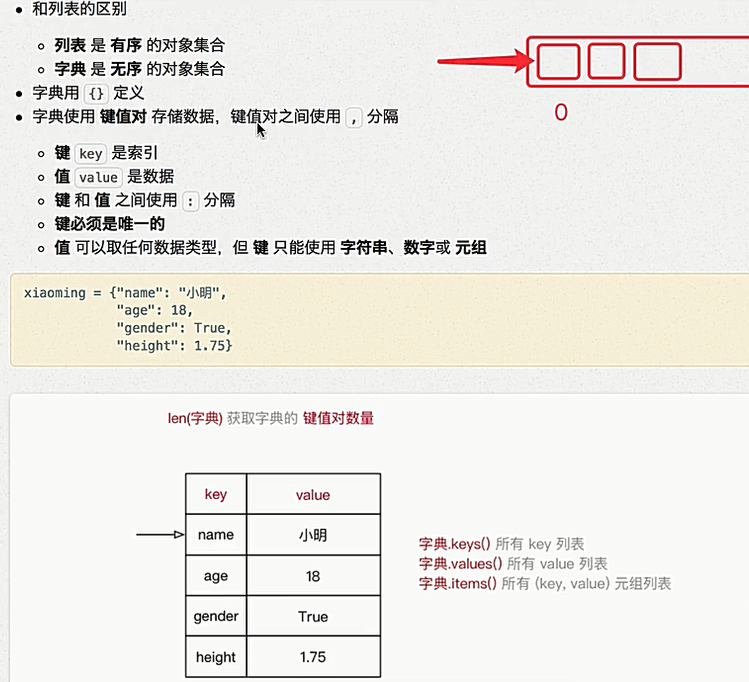 和列表的区别
列表 是 有序 的对象集合
字典 是 无序 的对象集合
字典用 {} 定义
字典使用 键值对 存储数据，键值对之间使用 , 分隔
键 key 是索引
值 value 是数据
键 和 值 之间使用 : 分隔
键必须是唯一的
值 可以取任何数据类型，但 键 只能使用 字符串、数字或 元组
0
xiaoming = {"name": "小明",
"age": 18,
"gender": True,
"height": 1.75}
len(字典) 获取字典的 键值对数量
key value
name 小明
age 18
gender True
height 1.75
字典.keys() 所有 key 列表
字典.values() 所有 value 列表
字典.items() 所有 (key, value) 元组列表